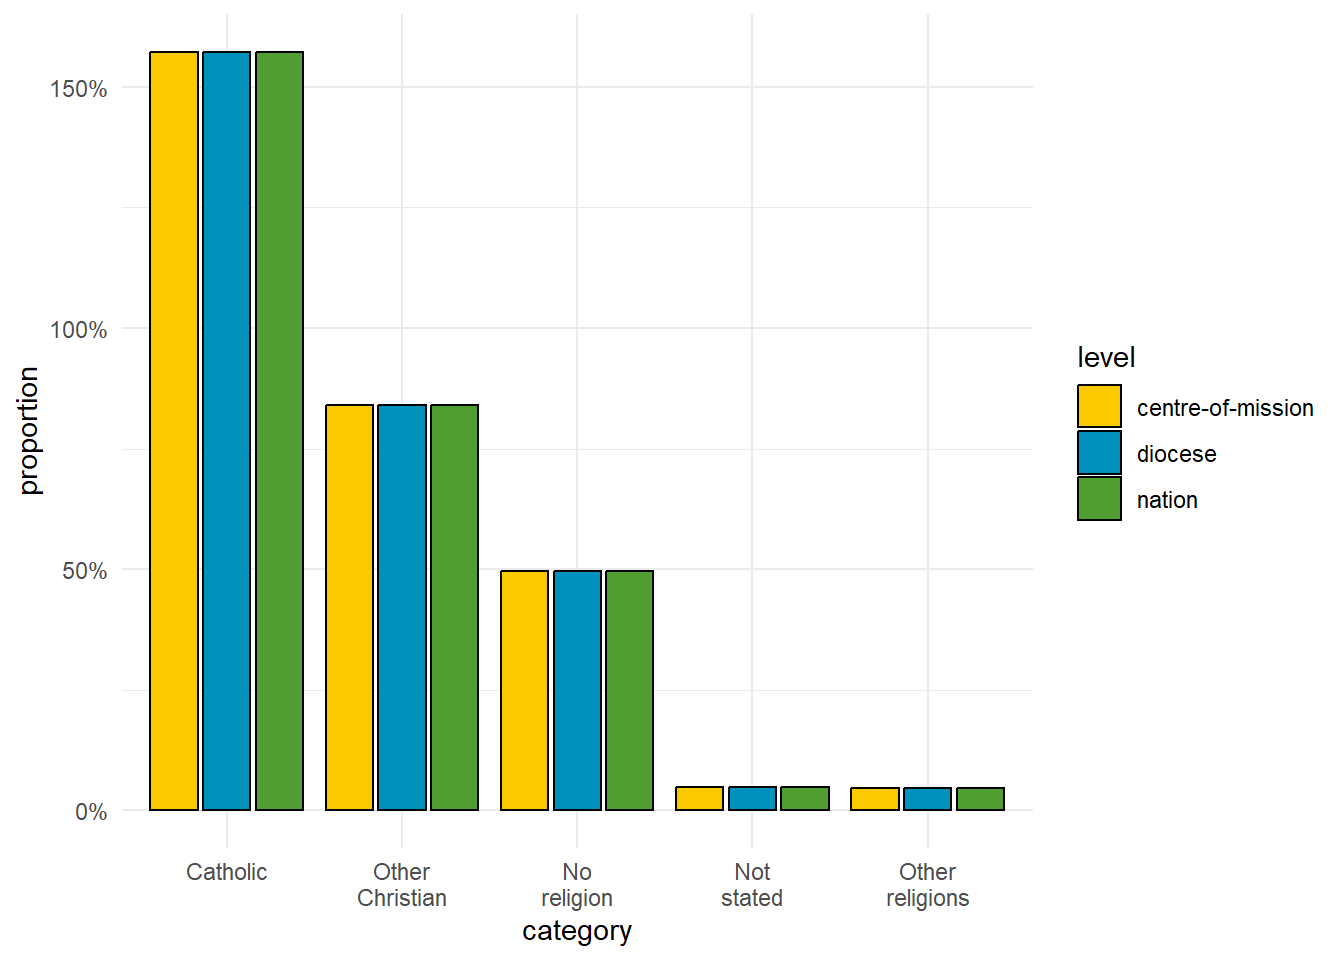 150%
100%
50%
0%
proportion
Catholic
Other
Christian
No
religion
Not
stated
Other
religions
category
level
centre-of-mission
diocese
nation